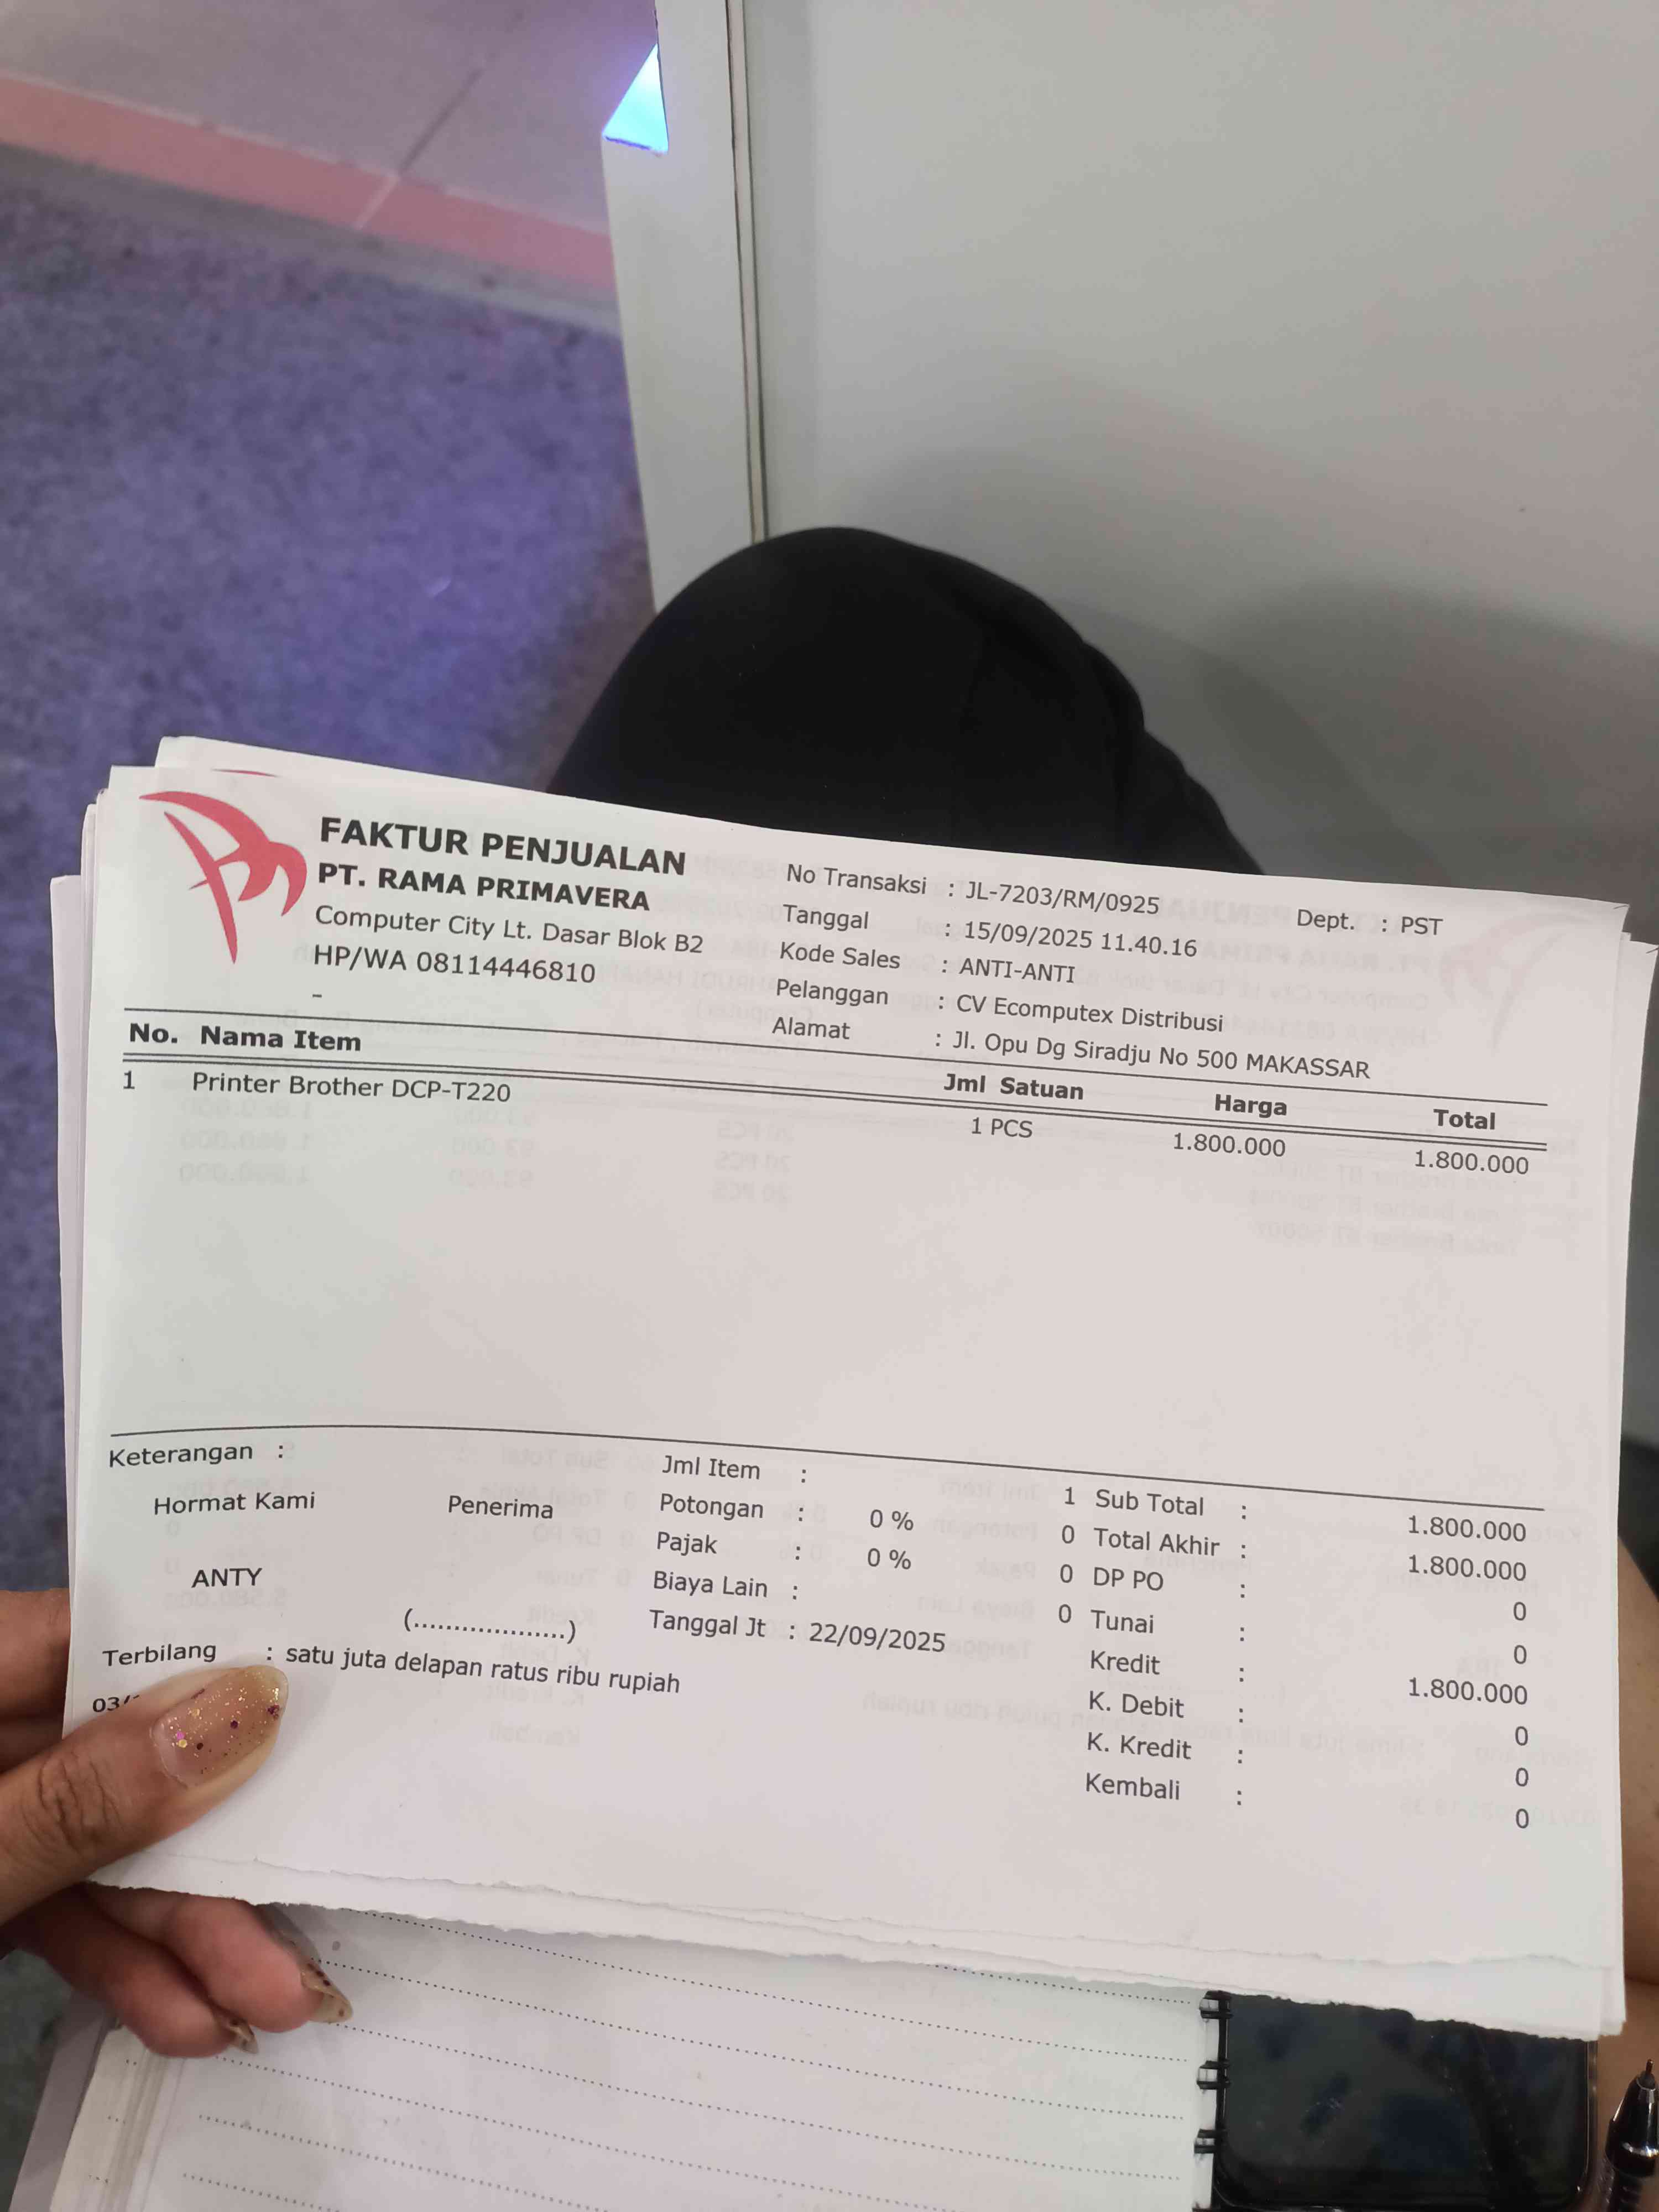 FAKTUR PENJUALAN
PT. RAMA PRIMAVERA
Computer City Lt. Dasar Blok B2
HP/WA 08114446810
-
No Transaksi : JL-7203/RM/0925 Dept. : PST
Tanggal : 15/09/2025 11.40.16
Kode Sales : ANTI-ANTI
Pelanggan : CV Ecomputex Distribusi
Alamat : Jl. Opu Dg Siradju No 500 MAKASSAR
No. Nama Item Jml Satuan Harga Total
1 Printer Brother DCP-T220 1 PCS 1.800.000 1.800.000
Keterangan :
Hormat Kami Penerima
ANTY
(...................)
Jml Item : 1
Potongan : 0 % 0
Pajak : 0 % 0
Biaya Lain : 0
Tanggal Jt : 22/09/2025
Sub Total : 1.800.000
Total Akhir : 1.800.000
DP PO : 0
Tunai : 0
Kredit : 1.800.000
K. Debit : 0
K. Kredit : 0
Kembali : 0
Terbilang : satu juta delapan ratus ribu rupiah
03/